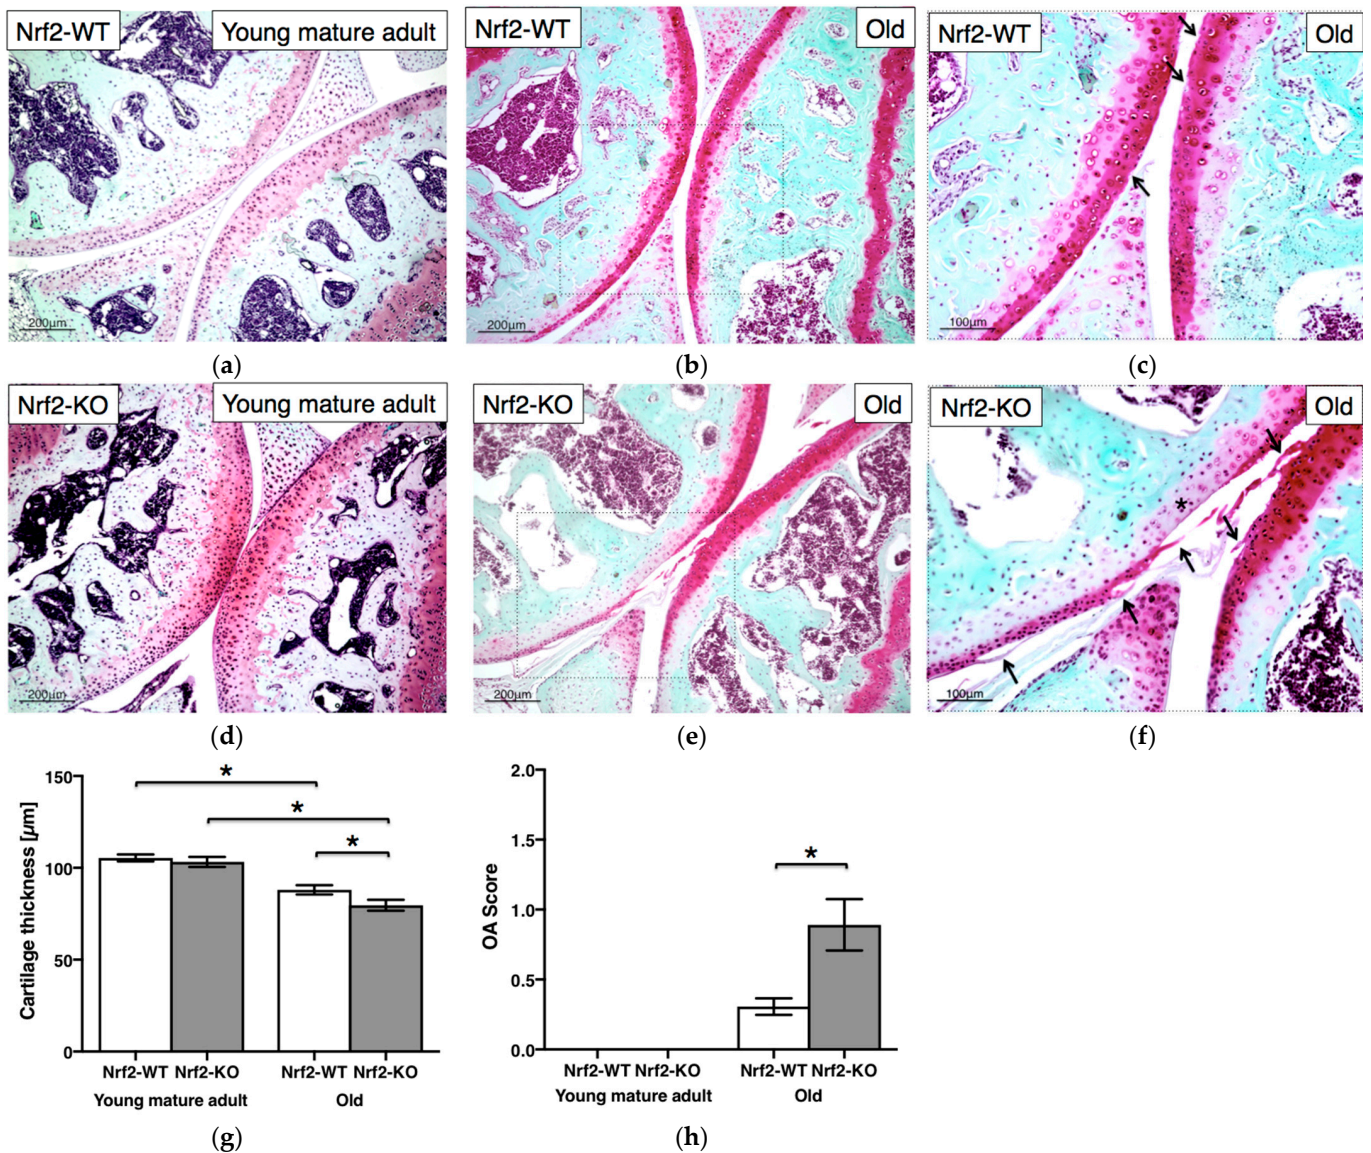 Nrf2-WT
Young mature adult
200µm
(a)
Nrf2-WT
Old
200µm
(b)
Nrf2-WT
Old
100µm
(c)
Nrf2-KO
Young mature adult
200µm
(d)
Nrf2-KO
Old
200µm
(e)
Nrf2-KO
Old
*
100µm
(f)
Cartilage thickness [µm]
150
100
50
0
*
*
*
Nrf2-WT Nrf2-KO Nrf2-WT Nrf2-KO
Young mature adult Old
(g)
OA Score
2.0
1.5
1.0
0.5
0.0
*
Nrf2-WT Nrf2-KO Nrf2-WT Nrf2-KO
Young mature adult Old
(h)